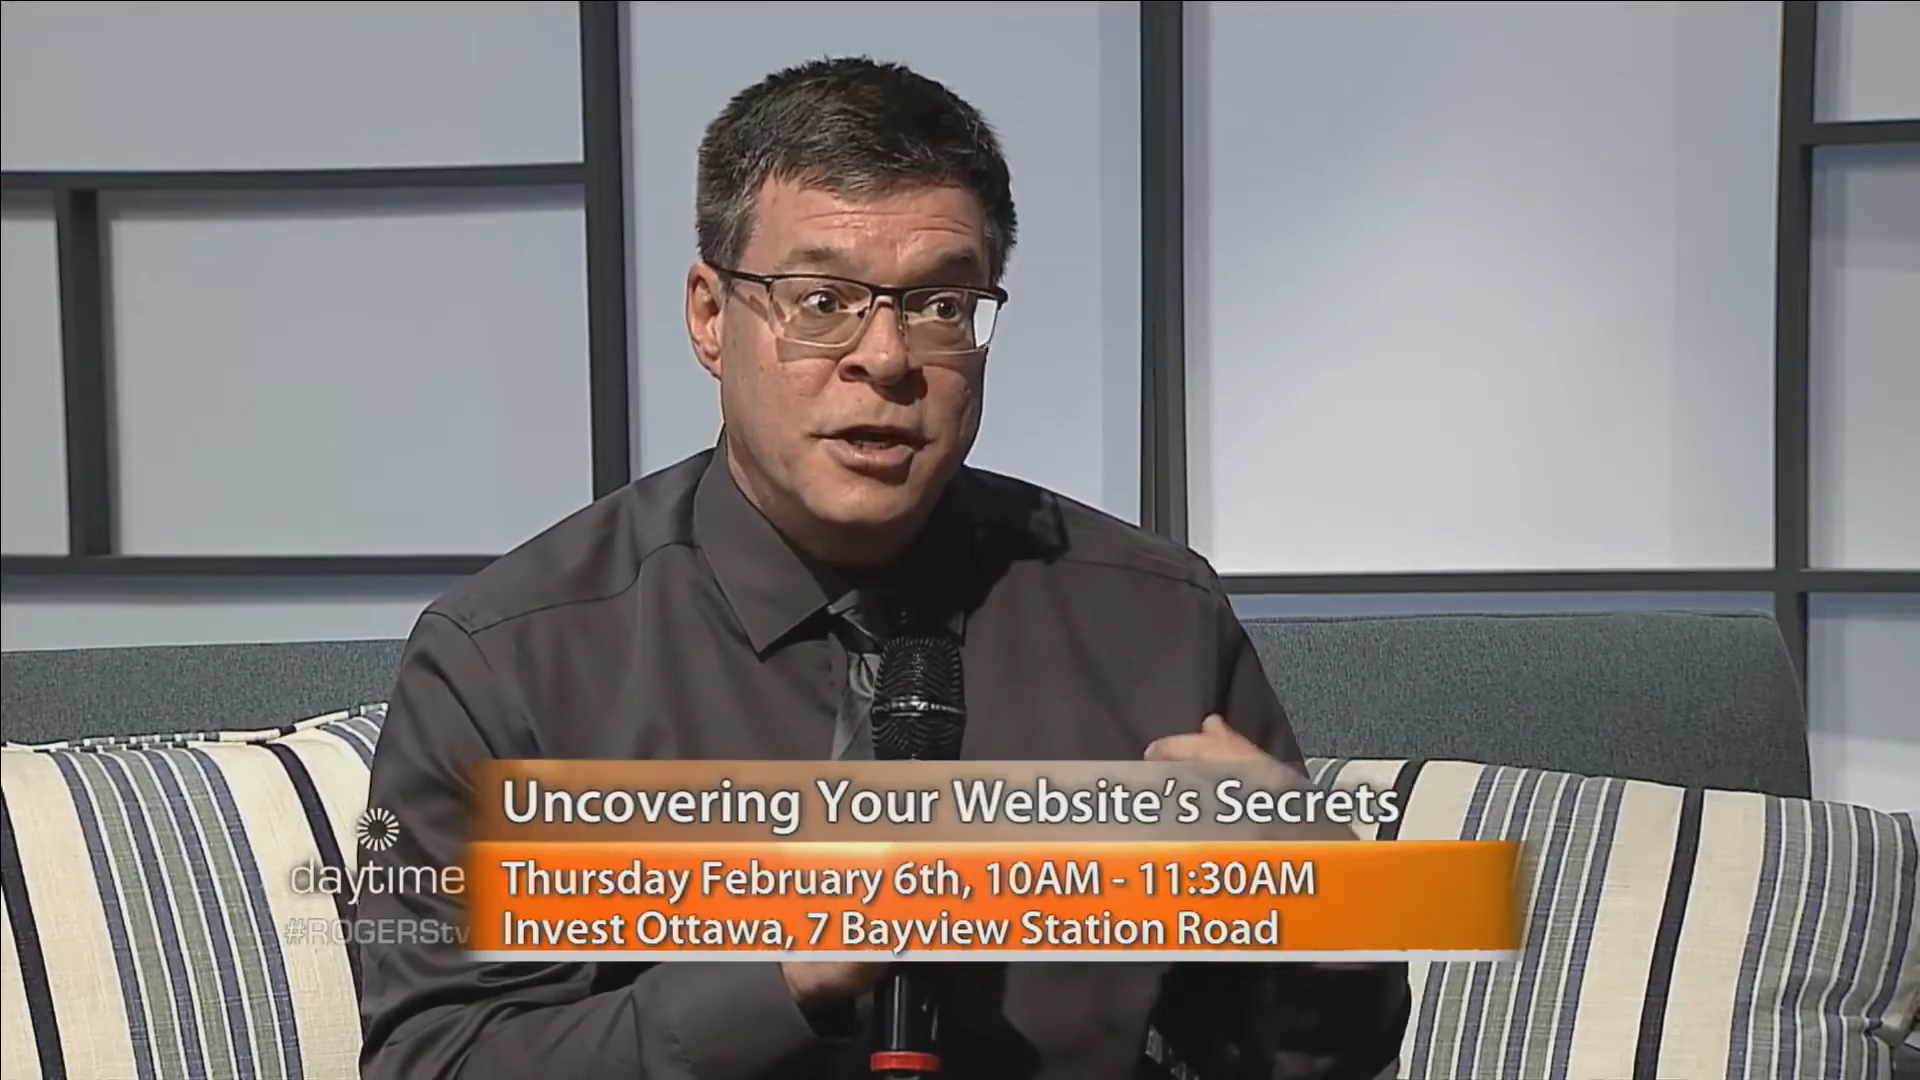 Uncovering Your Website's Secrets
Thursday February 6th, 10AM - 11:30AM
Invest Ottawa, 7 Bayview Station Road
daytime
#ROGERStv